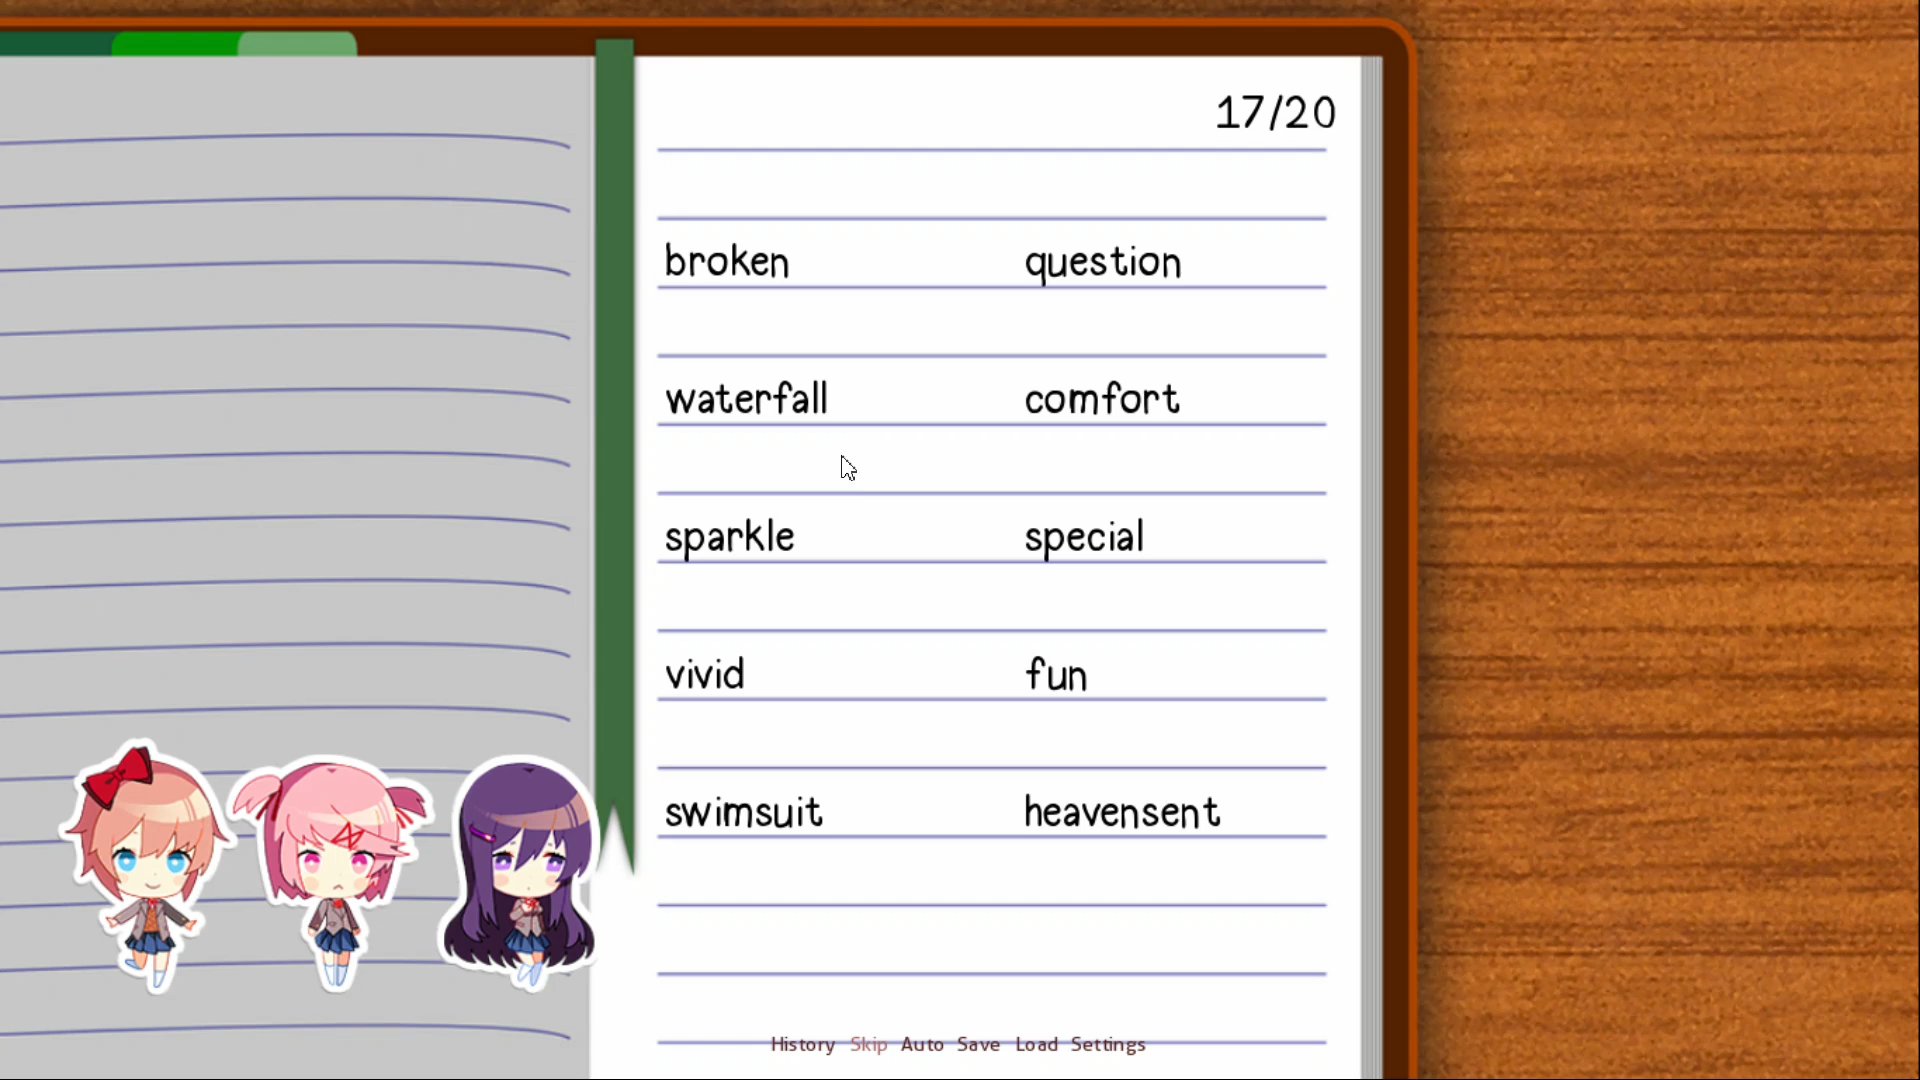 17/20
broken question
waterfall comfort
sparkle special
vivid fun
swimsuit heavensent
History Skip Auto Save Load Settings